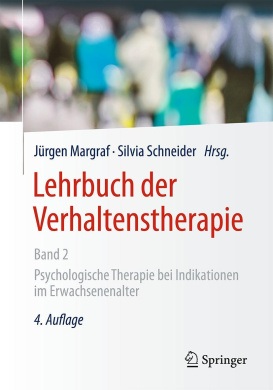 Jürgen Margraf · Silvia Schneider Hrsg.
Lehrbuch der
Verhaltenstherapie
Band 2
Psychologische Therapie bei Indikationen
im Erwachsenenalter
4. Auflage
Springer